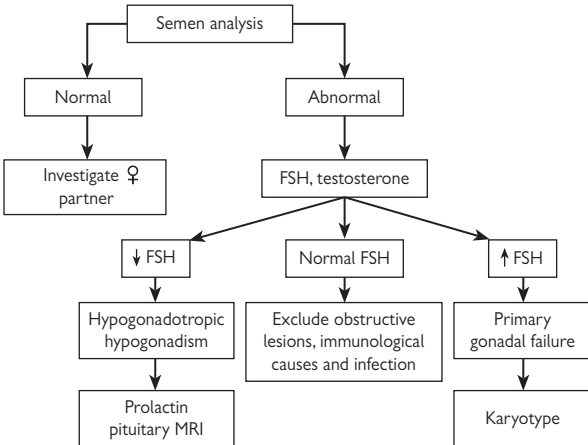 Semen analysis
Normal
Abnormal
Investigate ♀
partner
FSH, testosterone
↓ FSH
Normal FSH
↑ FSH
Hypogonadotropic
hypogonadism
Exclude obstructive
lesions, immunological
causes and infection
Primary
gonadal failure
Prolactin
pituitary MRI
Karyotype